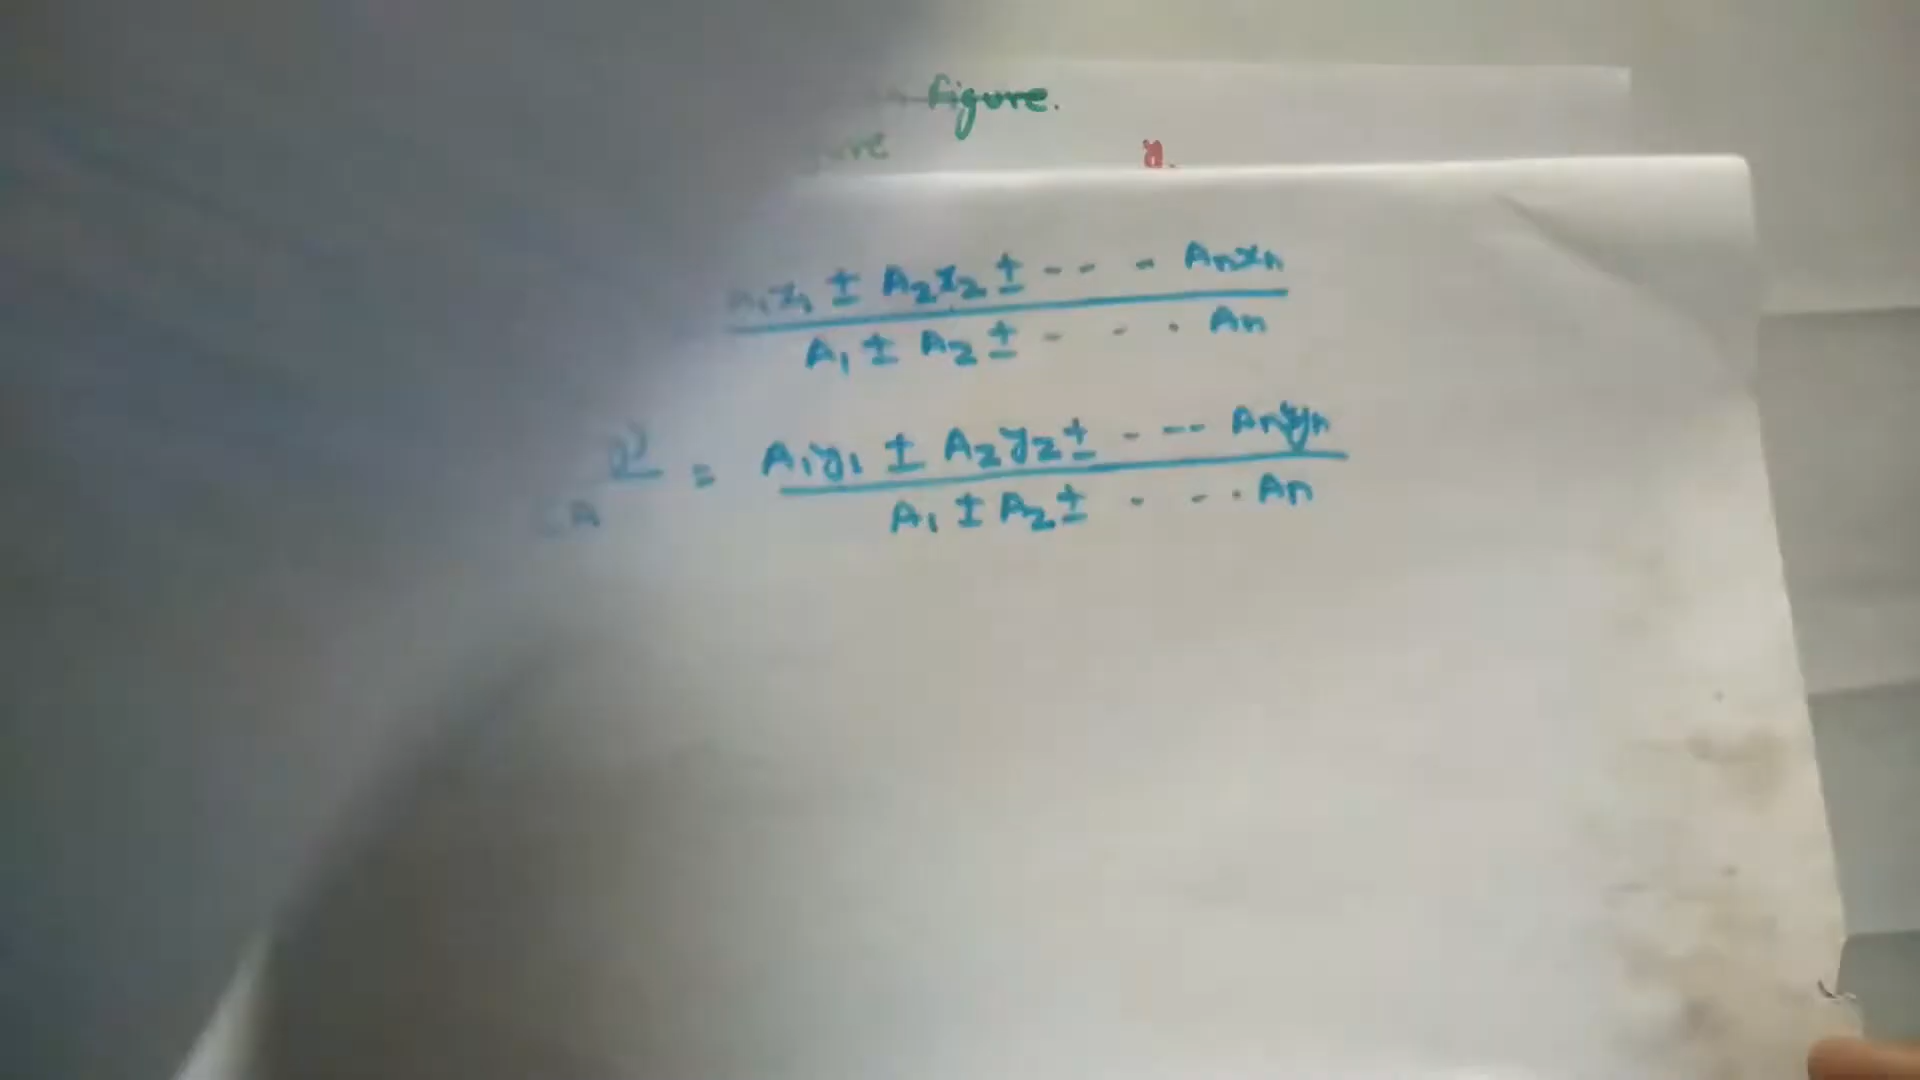 figure.
A₁x₁ ± A₂x₂ ± - - - Anxn
A₁ ± A₂ ± - - - An
= A₁y₁ ± A₂y₂ ± - - - Anyn
A A₁ ± A₂ ± - - - An